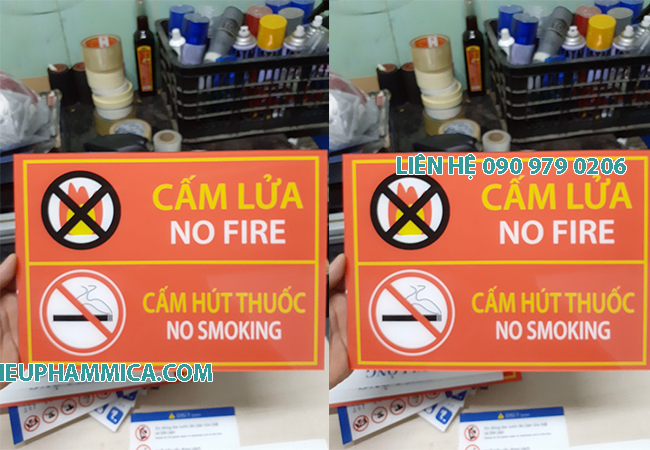 CẤM LỬA
NO FIRE
CẤM HÚT THUỐC
NO SMOKING
IEUPHAMMICA.COM
LIÊN HỆ 090 979 0206
CẤM LỬA
NO FIRE
CẤM HÚT THUỐC
NO SMOKING